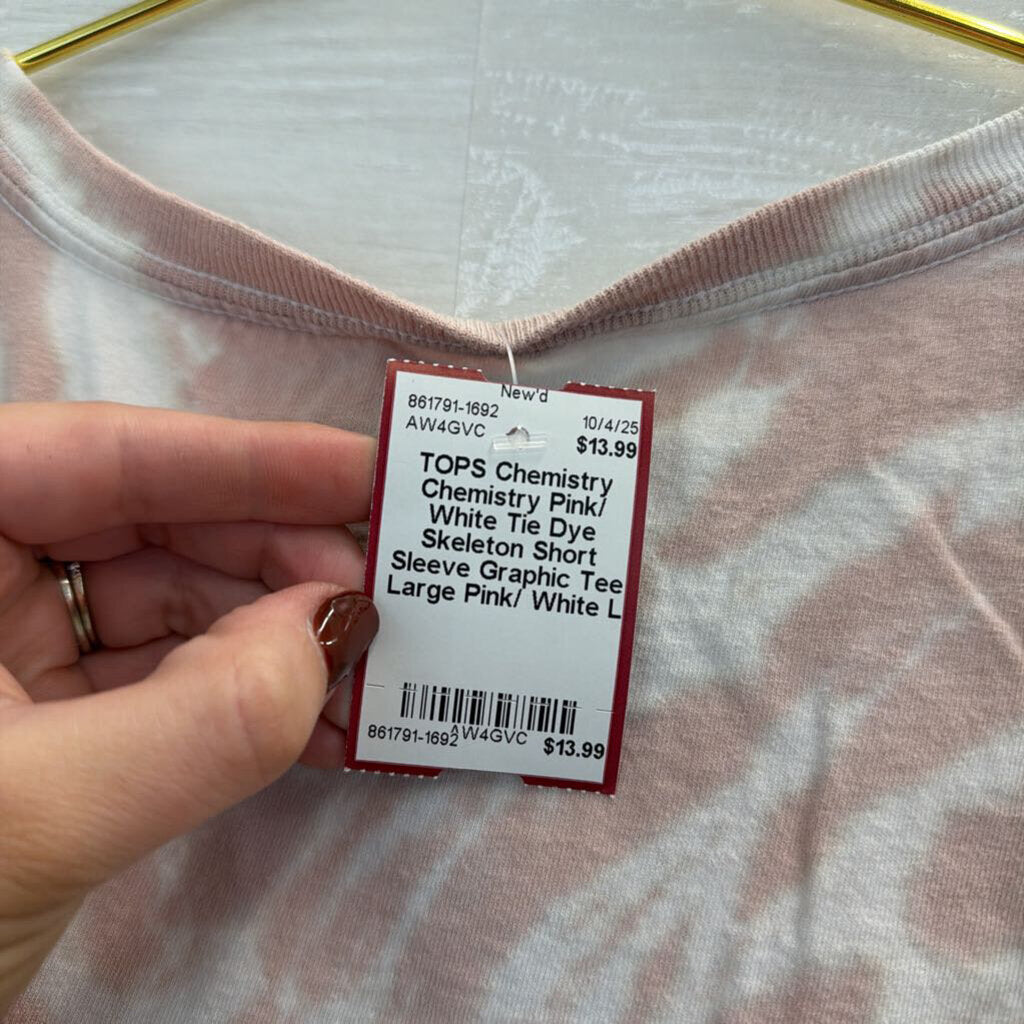 New'd
861791-1692 10/4/25
AW4GVC $13.99
TOPS Chemistry
Chemistry Pink/
White Tie Dye
Skeleton Short
Sleeve Graphic Tee
Large Pink/ White L
861791-1692 AW4GVC $13.99